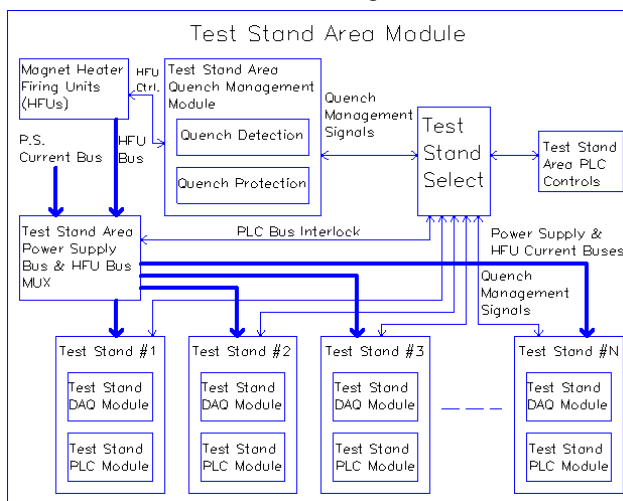 Test Stand Area Module
Magnet Heater
Firing Units
(HFUs)
HFU
Ctrl.
Test Stand Area
Quench Management
Module
Quench Detection
Quench Protection
Quench
Management
Signals
Test
Stand
Select
Test Stand
Area PLC
Controls
P.S.
Current Bus
HFU
Bus
Test Stand Area
Power Supply
Bus & HFU Bus
MUX
PLC Bus Interlock
Power Supply &
HFU Current Buses
Quench
Management
Signals
Test Stand #1
Test Stand
DAQ Module
Test Stand
PLC Module
Test Stand #2
Test Stand
DAQ Module
Test Stand
PLC Module
Test Stand #3
Test Stand
DAQ Module
Test Stand
PLC Module
Test Stand #N
Test Stand
DAQ Module
Test Stand
PLC Module